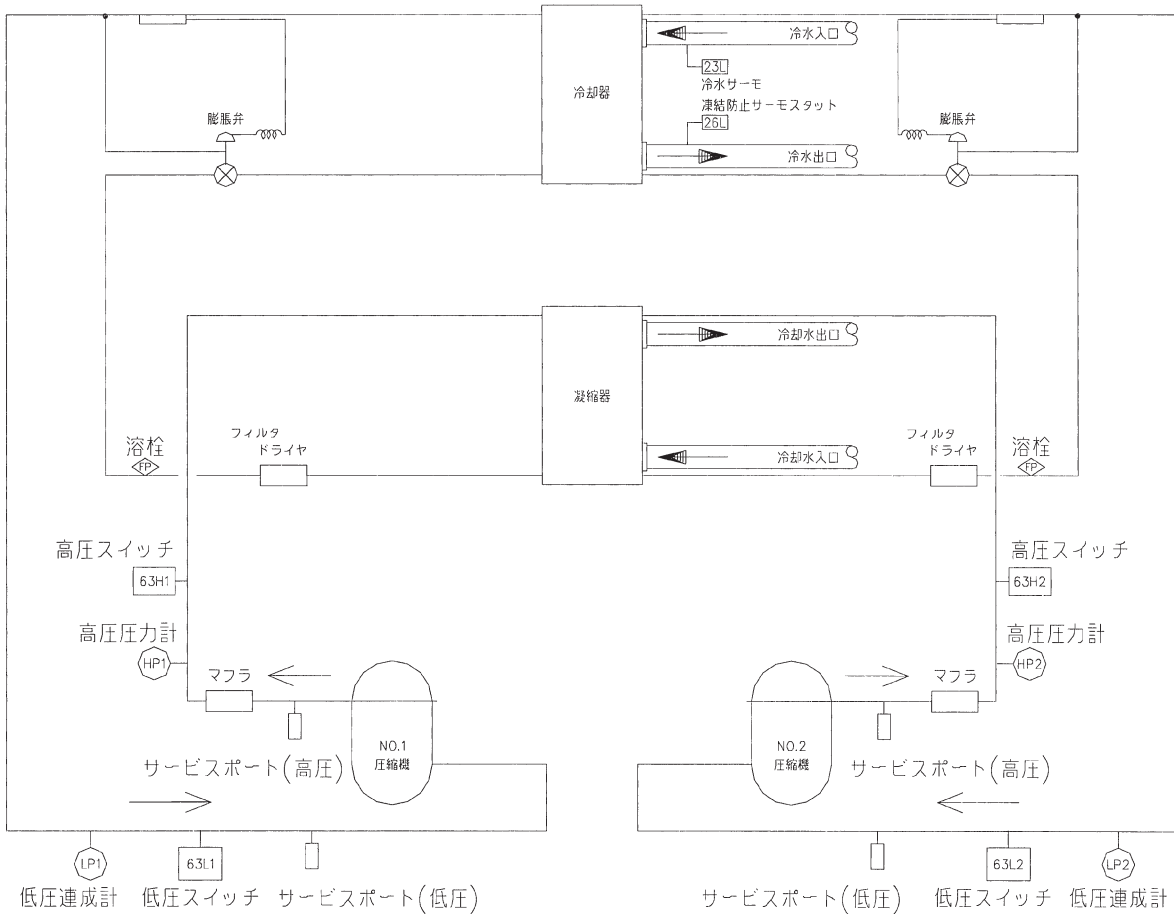 冷水入口
23L
冷水サーモ
冷却器
凍結防止サーモスタット
26L
膨脹弁
膨脹弁
冷水出口
冷却水出口
凝縮器
溶栓
FP
フィルタ
ドライヤ
冷却水入口
フィルタ
ドライヤ
溶栓
FP
高圧スイッチ
63H1
高圧スイッチ
63H2
高圧圧力計
HP1
高圧圧力計
HP2
マフラ
マフラ
NO.1
圧縮機
NO.2
圧縮機
サービスポート(高圧)
サービスポート(高圧)
LP1
63L1
63L2
LP2
低圧連成計
低圧スイッチ
サービスポート(低圧)
サービスポート(低圧)
低圧スイッチ
低圧連成計